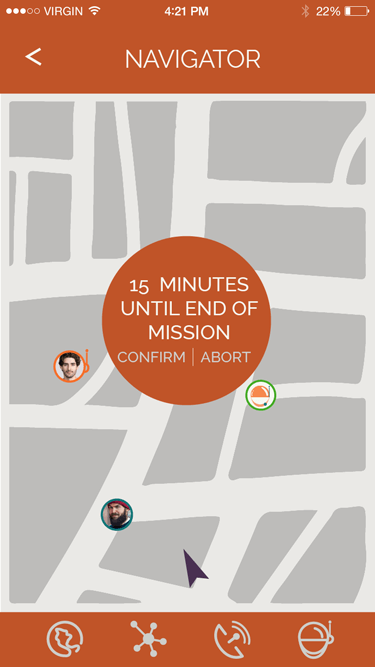 VIRGIN 4:21 PM 22%
NAVIGATOR
15 MINUTES
UNTIL END OF
MISSION
CONFIRM | ABORT